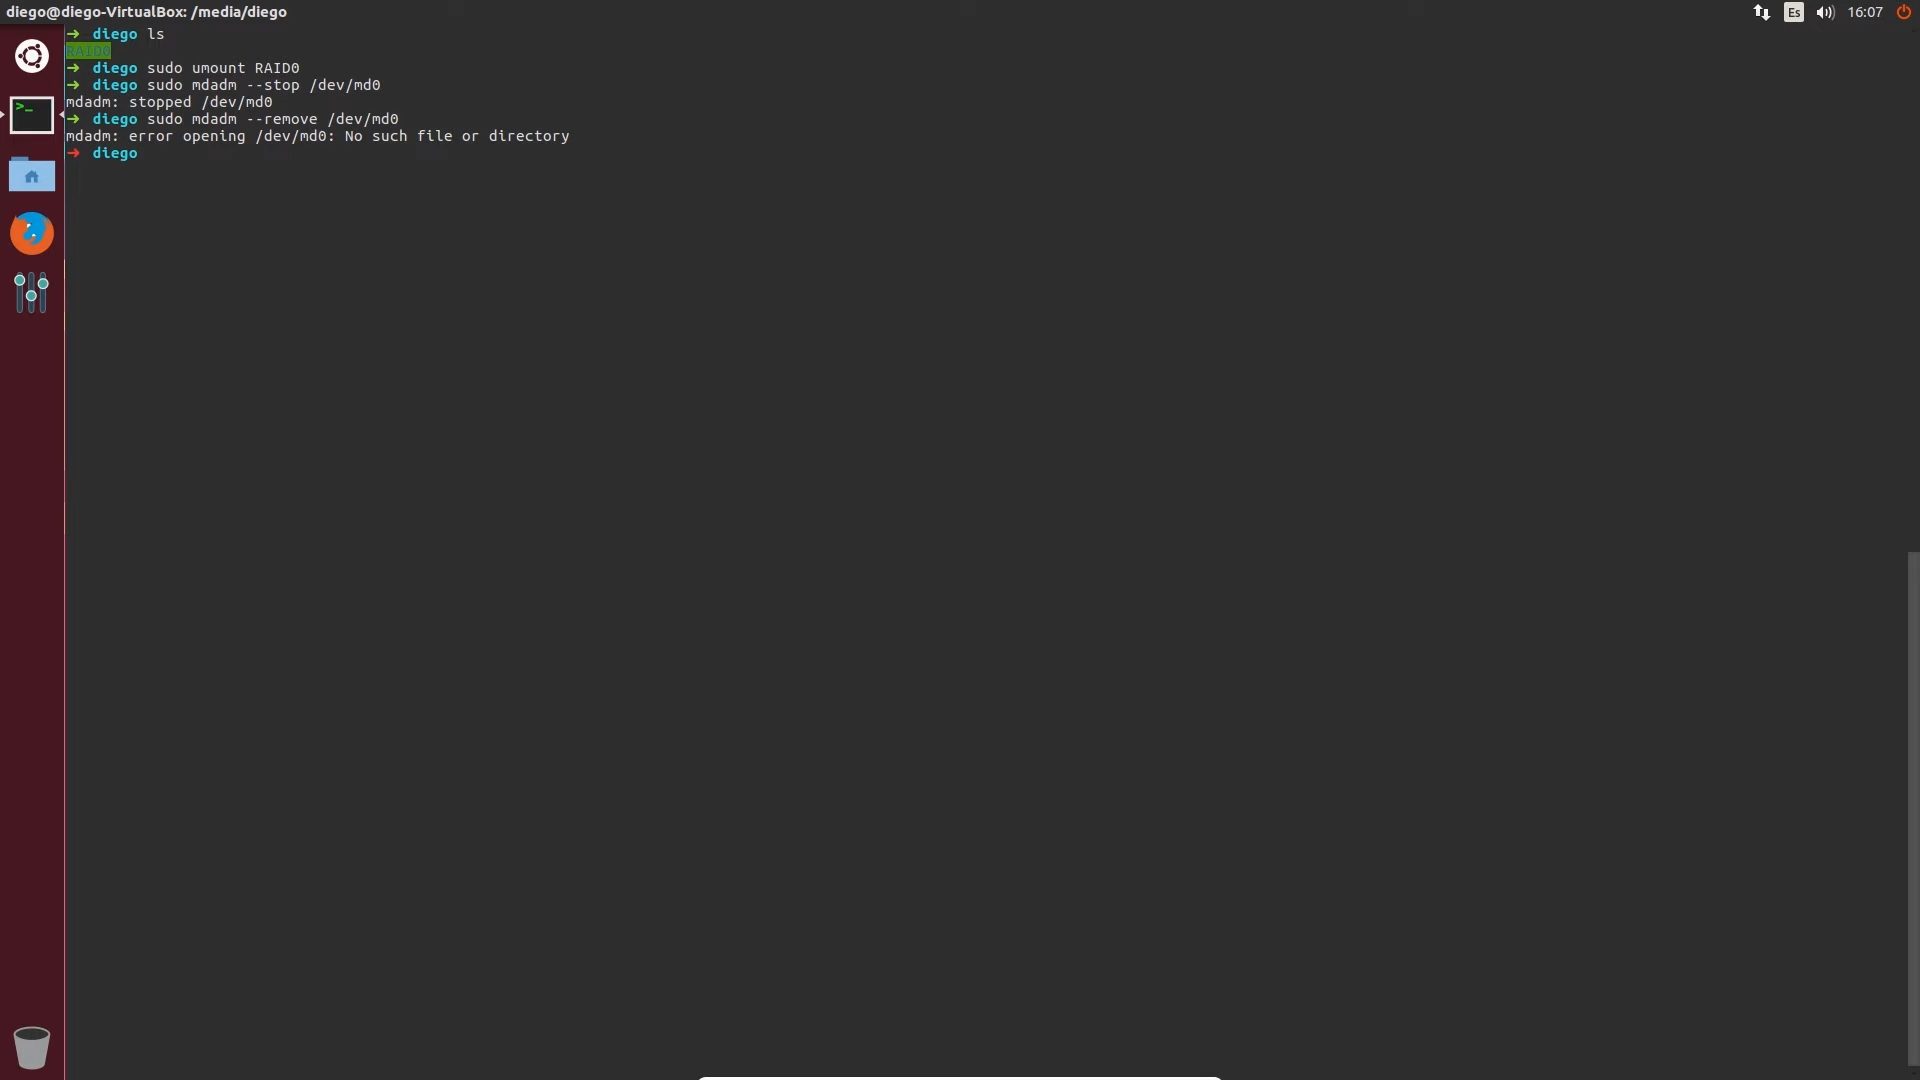 diego@diego-VirtualBox: /media/diego
Es
16:07
➜ diego ls
RAID0
➜ diego sudo umount RAID0
➜ diego sudo mdadm --stop /dev/md0
mdadm: stopped /dev/md0
➜ diego sudo mdadm --remove /dev/md0
mdadm: error opening /dev/md0: No such file or directory
➜ diego